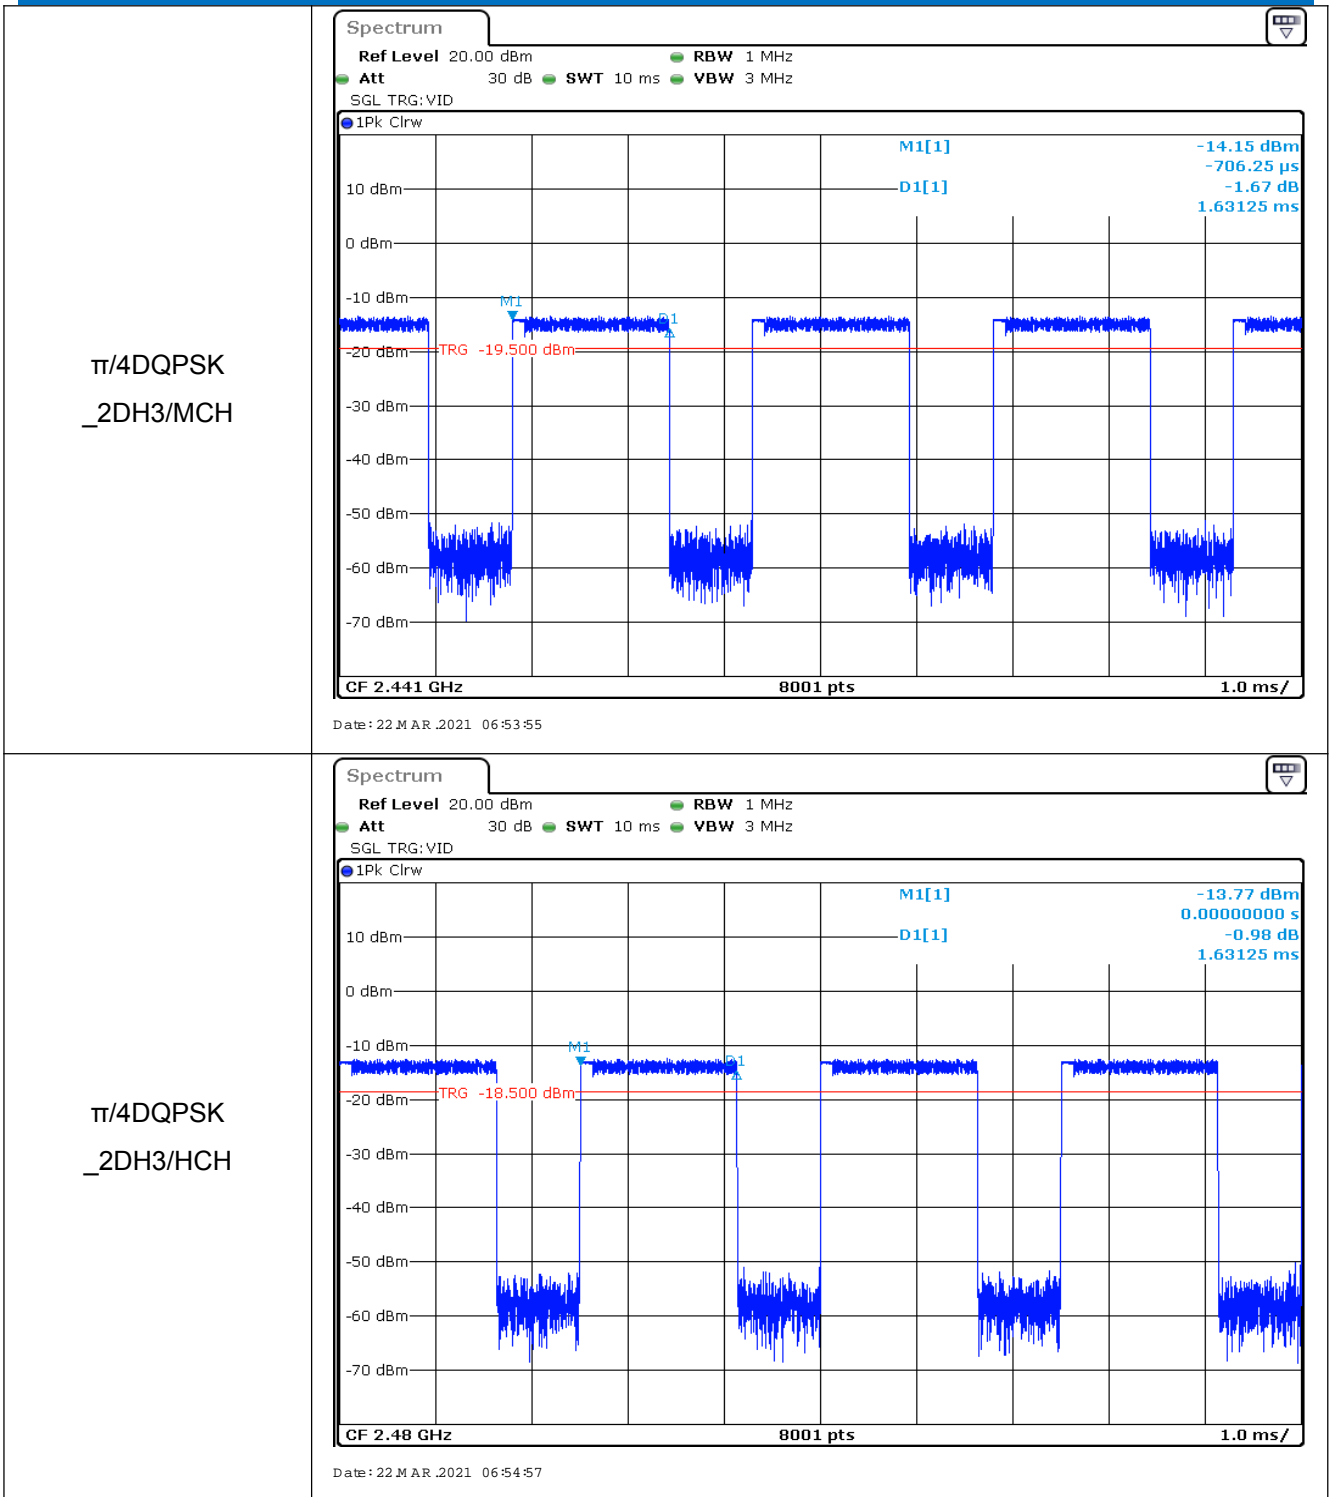 Spectrum
Ref Level 20.00 dBm RBW 1 MHz
Att 30 dB SWT 10 ms VBW 3 MHz
SGL TRG:VID
1Pk Clrw
M1[1] -14.15 dBm
-706.25 µs
10 dBm D1[1] -1.67 dB
1.63125 ms
0 dBm
-10 dBm
M1
D1
TRG -19.500 dBm
-20 dBm
π/4DQPSK
_2DH3/MCH
-30 dBm
-40 dBm
-50 dBm
-60 dBm
-70 dBm
CF 2.441 GHz 8001 pts 1.0 ms/
Date: 22.MAR.2021 06:53:55
Spectrum
Ref Level 20.00 dBm RBW 1 MHz
Att 30 dB SWT 10 ms VBW 3 MHz
SGL TRG:VID
1Pk Clrw
M1[1] -13.77 dBm
0.00000000 s
10 dBm D1[1] -0.98 dB
1.63125 ms
0 dBm
-10 dBm
M1
D1
TRG -18.500 dBm
-20 dBm
π/4DQPSK
_2DH3/HCH
-30 dBm
-40 dBm
-50 dBm
-60 dBm
-70 dBm
CF 2.48 GHz 8001 pts 1.0 ms/
Date: 22.MAR.2021 06:54:57